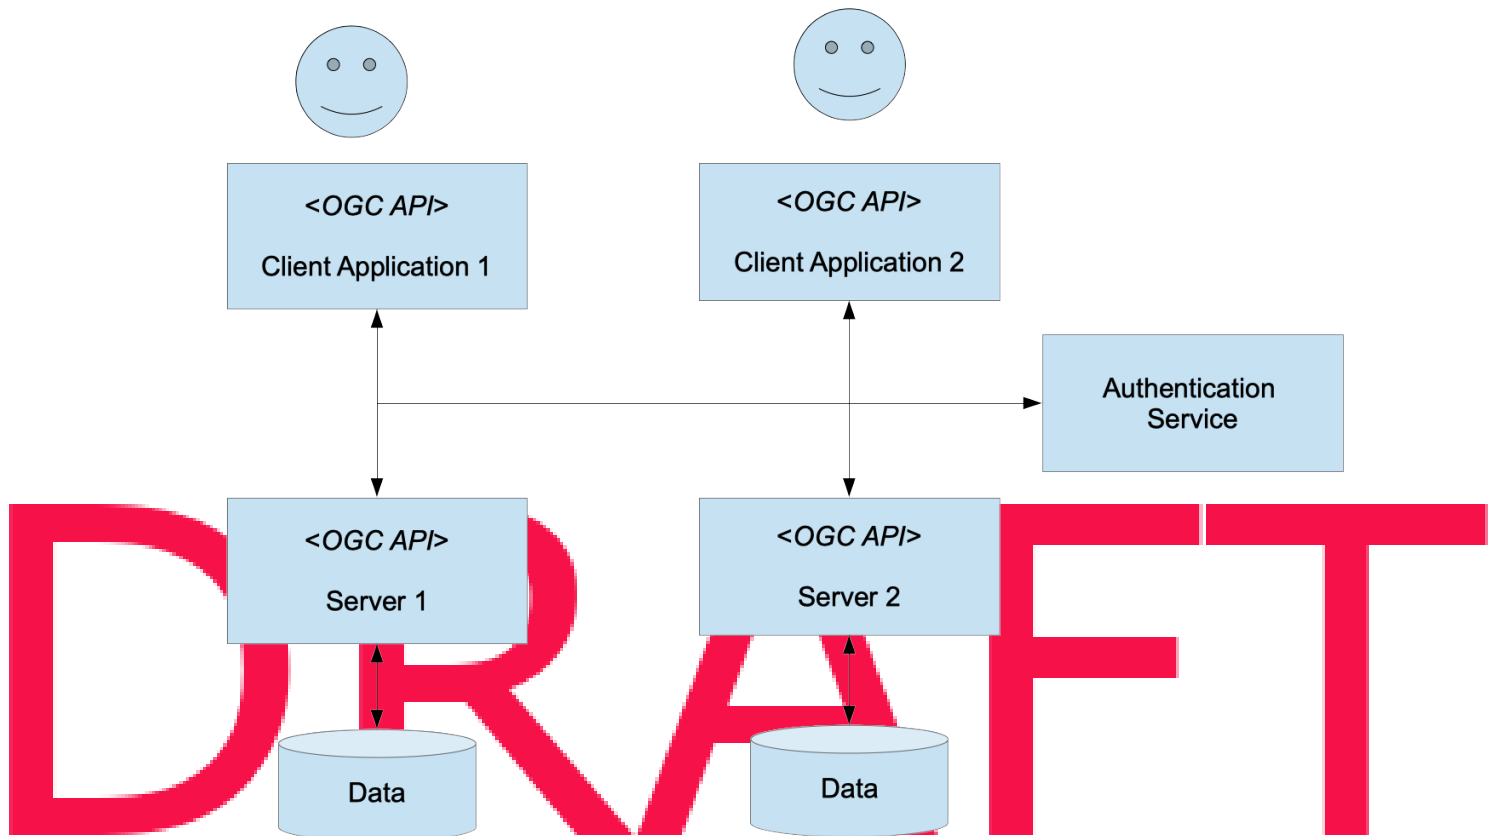 <OGC API>
Client Application 1
<OGC API>
Client Application 2
Authentication
Service
<OGC API>
Server 1
<OGC API>
Server 2
Data
Data
DRAFT